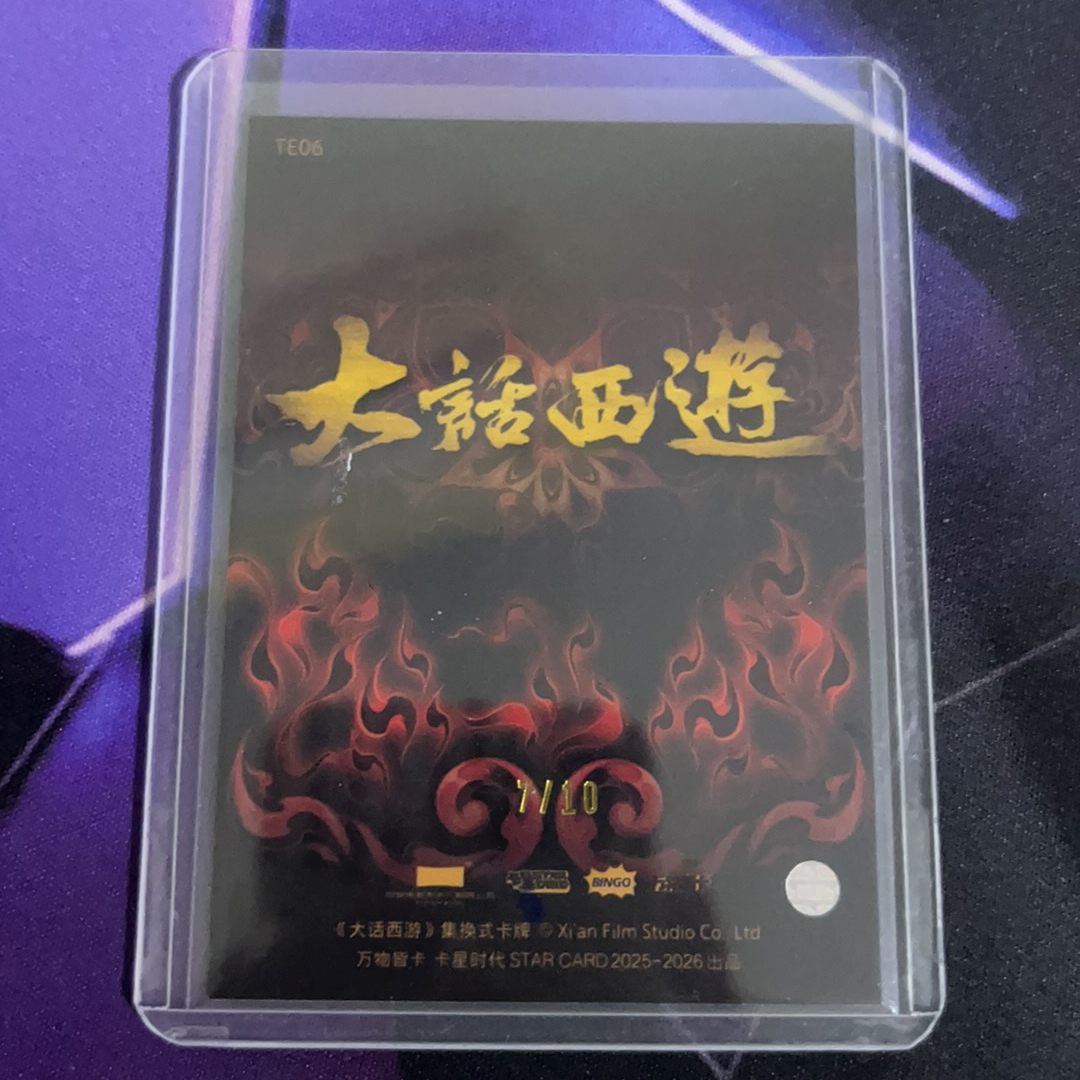 TE06
大話西遊
7/10
BINGO
《大话西游》集换式卡牌 © Xi'an Film Studio Co., Ltd
万物皆卡 卡星时代 STAR CARD 2025-2026 出品